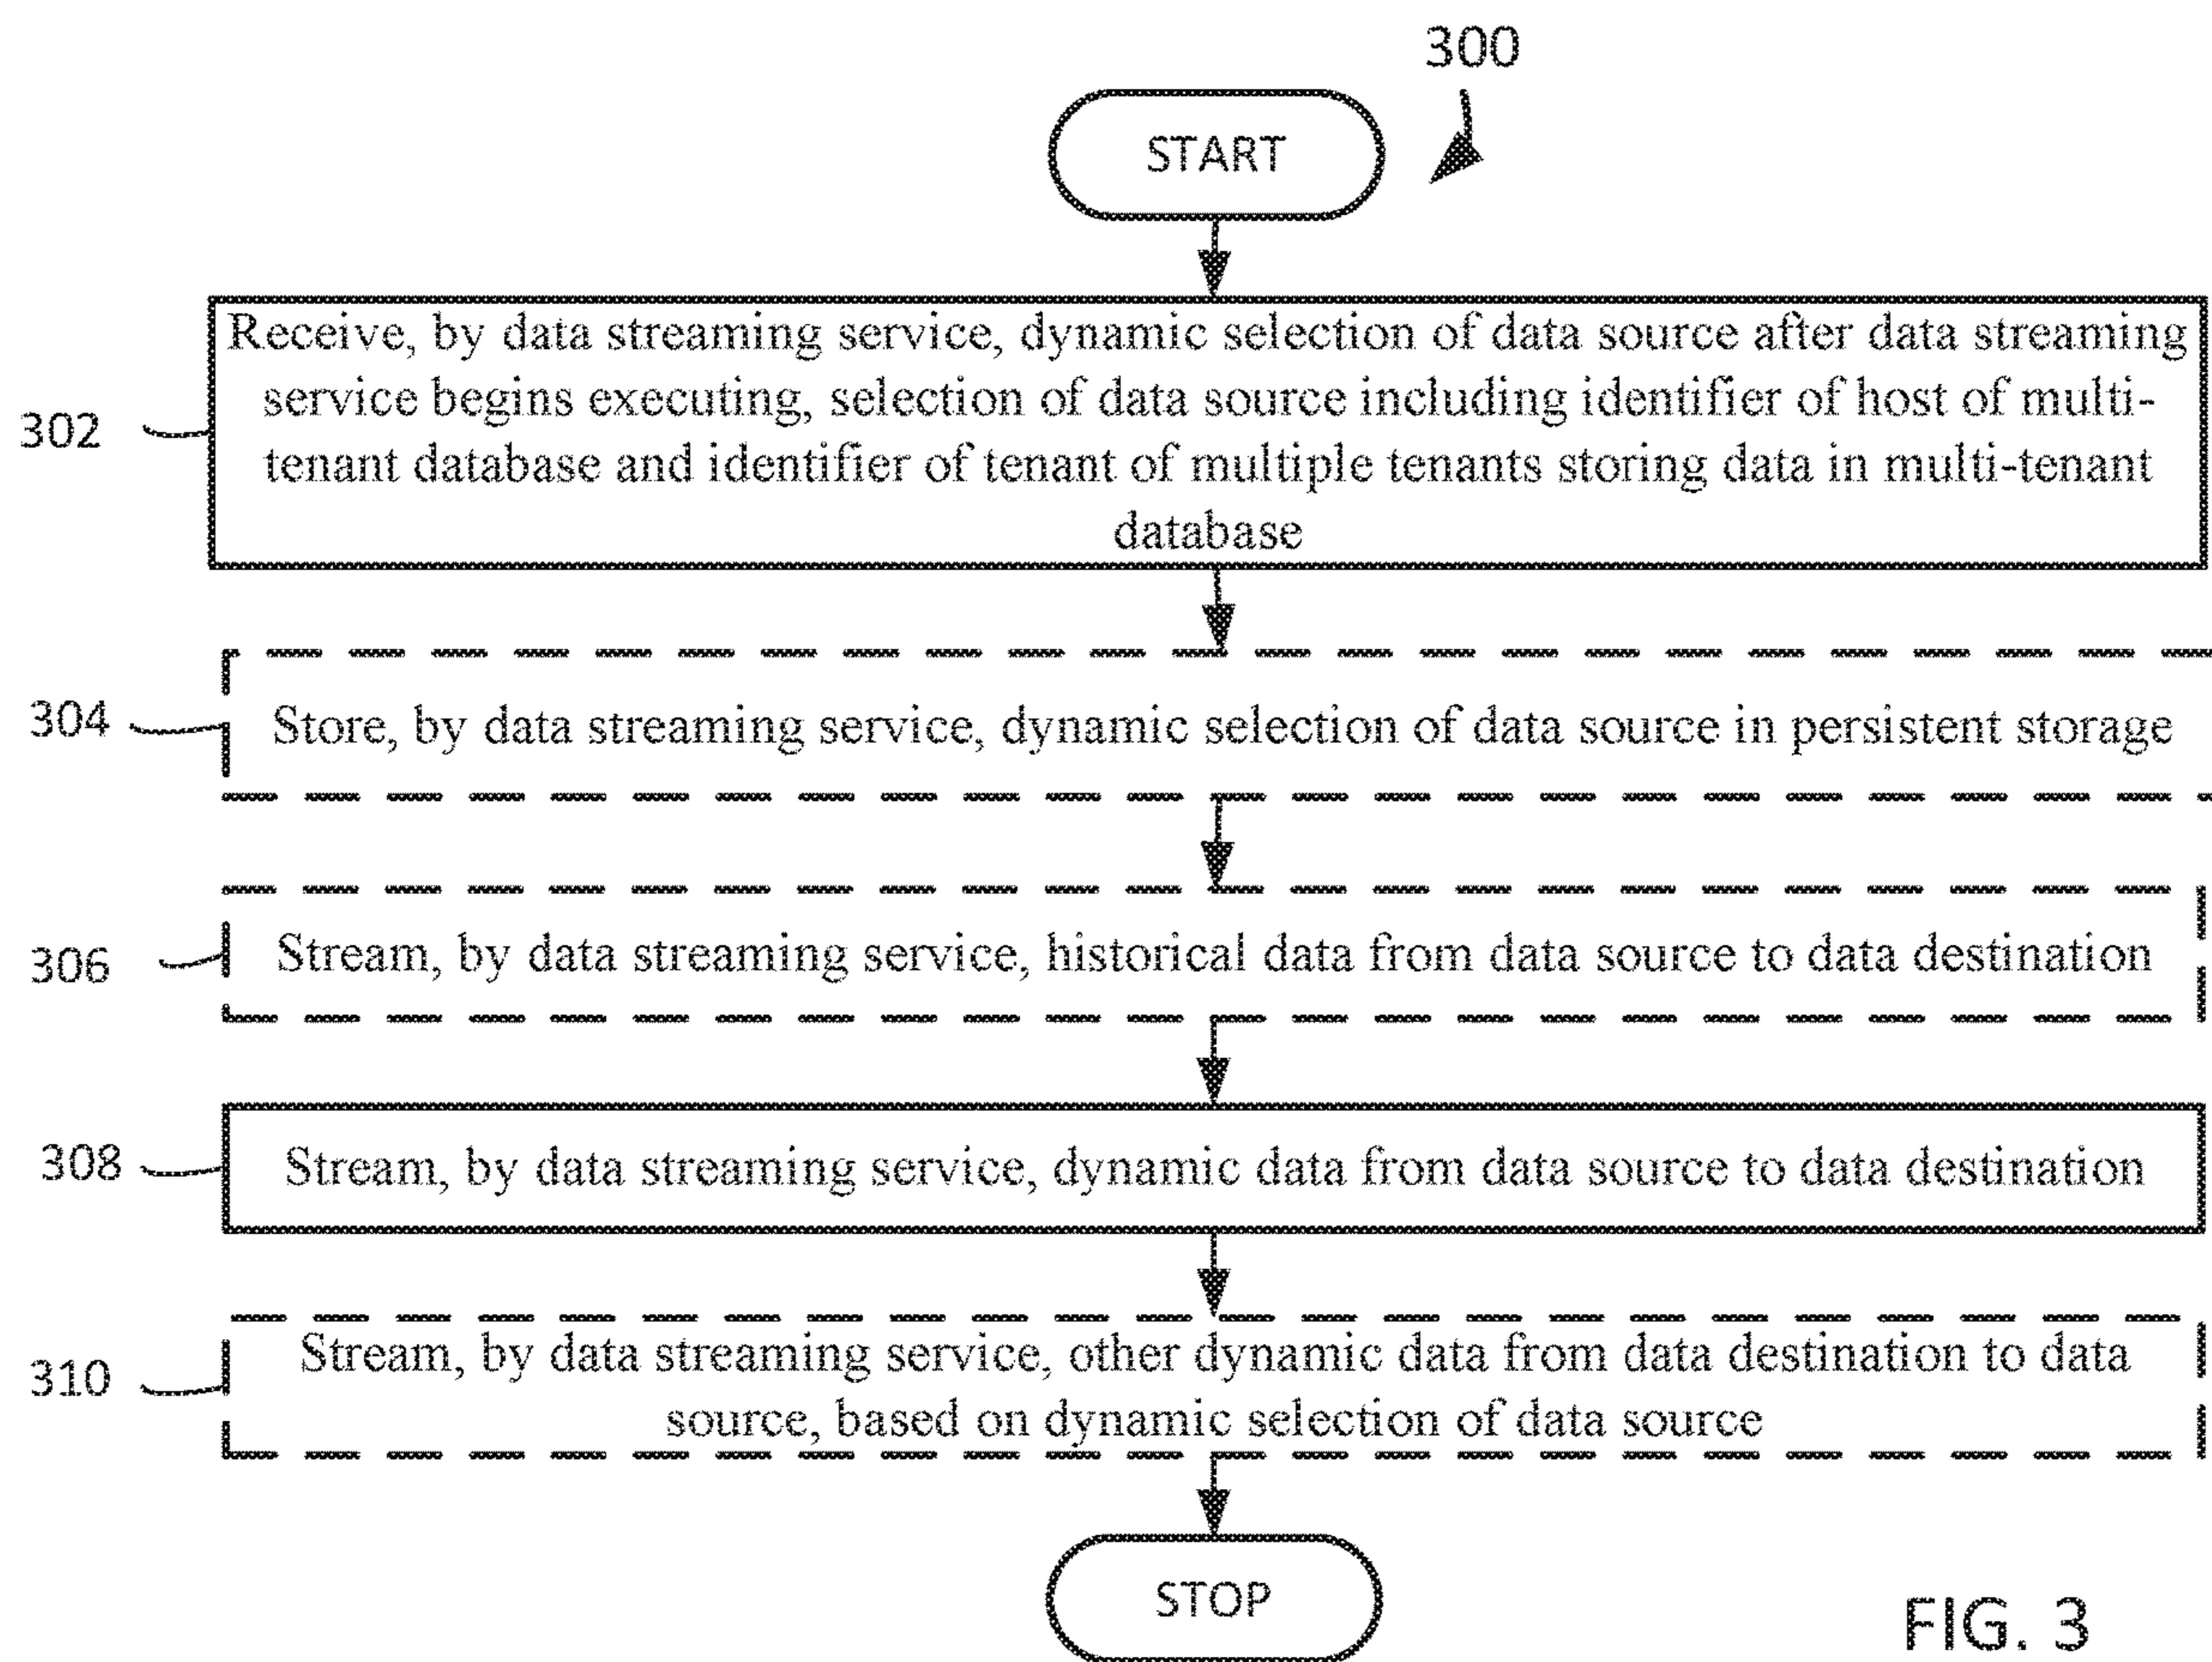 300
START
302
Receive, by data streaming service, dynamic selection of data source after data streaming
service begins executing, selection of data source including identifier of host of multi-
tenant database and identifier of tenant of multiple tenants storing data in multi-tenant
database
304
Store, by data streaming service, dynamic selection of data source in persistent storage
306
Stream, by data streaming service, historical data from data source to data destination
308
Stream, by data streaming service, dynamic data from data source to data destination
310
Stream, by data streaming service, other dynamic data from data destination to data
source, based on dynamic selection of data source
STOP
FIG. 3